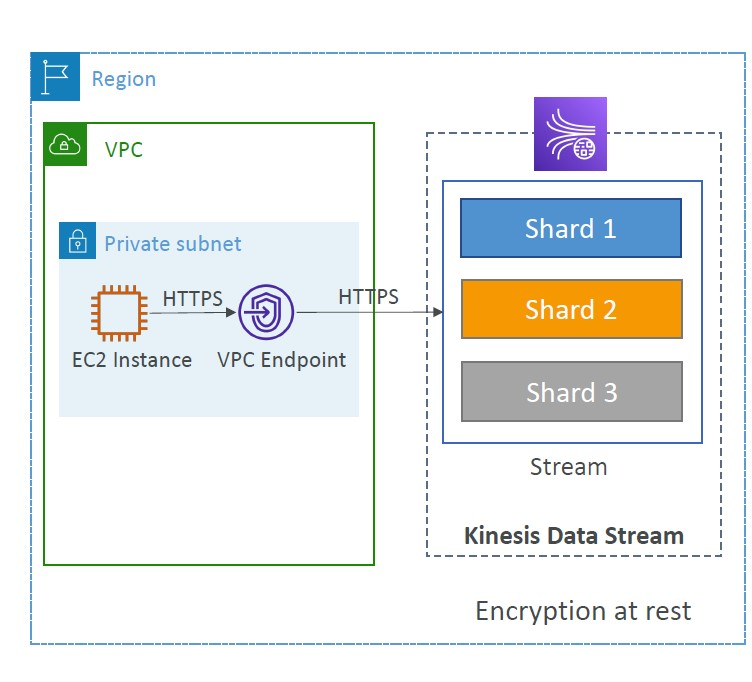 Region
VPC
Private subnet
HTTPS
HTTPS
EC2 Instance
VPC Endpoint
Shard 1
Shard 2
Shard 3
Stream
Kinesis Data Stream
Encryption at rest